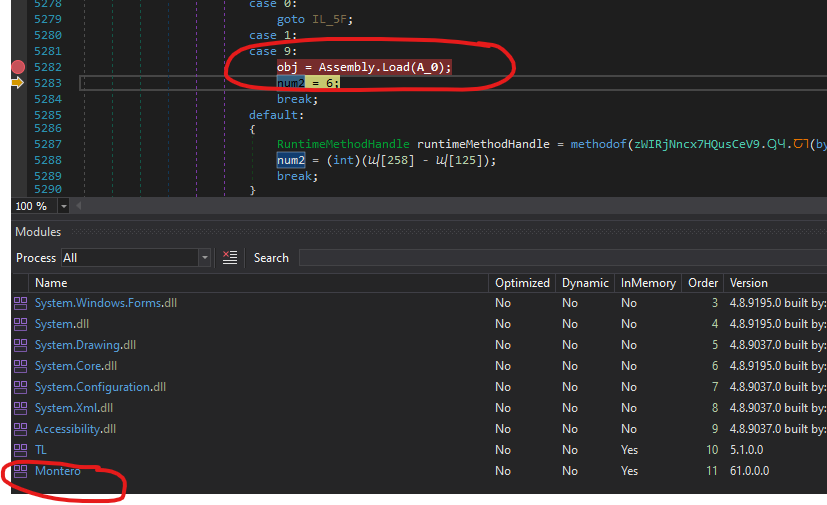 5278 case 0:
5279 goto IL_5F;
5280 case 1:
5281 case 9:
5282 obj = Assembly.Load(A_0);
5283 num2 = 6;
5284 break;
5285 default:
5286 {
5287 RuntimeMethodHandle runtimeMethodHandle = methodof(zWIRjNncx7HQusCeV9.
5288 num2 = (int)(
[258] -
[125]);
5289 break;
5290 }
100 %
Modules
Process All Search
Name Optimized Dynamic InMemory Order Version
System.Windows.Forms.dll No No No 3 4.8.9195.0 built by:
System.dll No No No 4 4.8.9195.0 built by:
System.Drawing.dll No No No 5 4.8.9037.0 built by:
System.Core.dll No No No 6 4.8.9195.0 built by:
System.Configuration.dll No No No 7 4.8.9037.0 built by:
System.Xml.dll No No No 8 4.8.9037.0 built by:
Accessibility.dll No No No 9 4.8.9037.0 built by:
TL No No Yes 10 5.1.0.0
Montero No No Yes 11 61.0.0.0